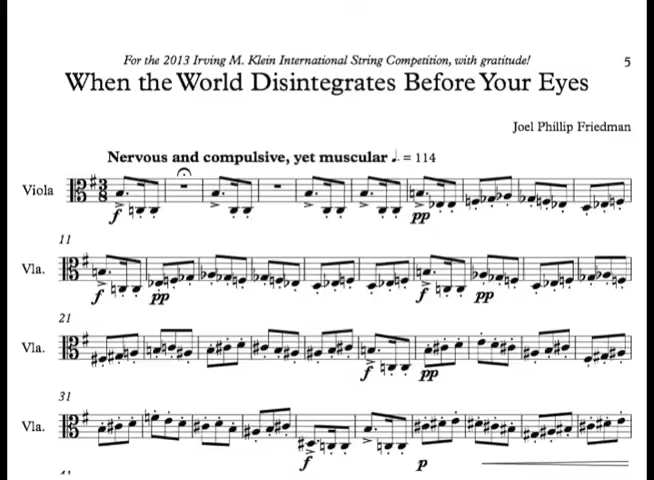 For the 2013 Irving M. Klein International String Competition, with gratitude!
5
When the World Disintegrates Before Your Eyes
Joel Phillip Friedman
Nervous and compulsive, yet muscular ♩. = 114
Viola
3
8
f
pp
11
Vla.
f
pp
f
pp
21
Vla.
f
pp
31
Vla.
f
p